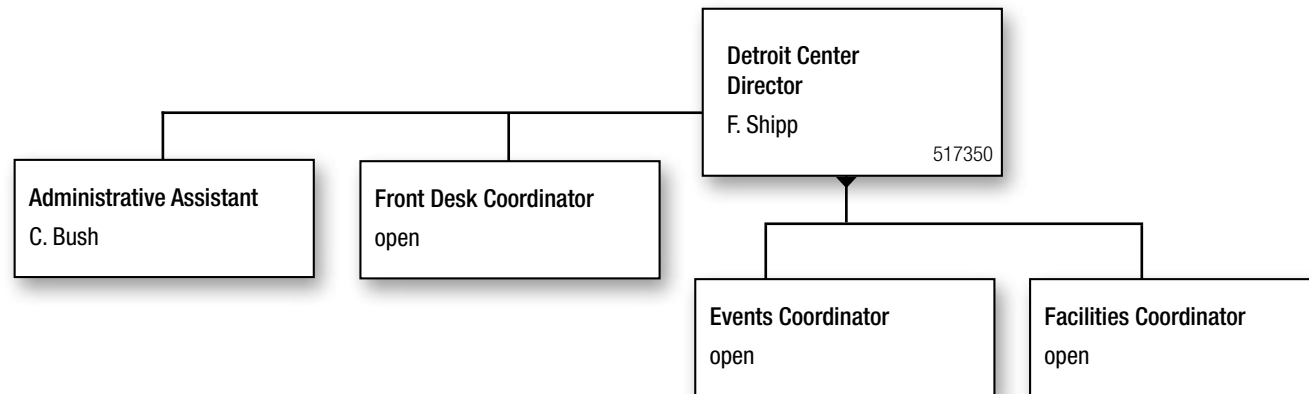 Detroit Center
Director
F. Shipp
517350
Administrative Assistant
C. Bush
Front Desk Coordinator
open
Events Coordinator
open
Facilities Coordinator
open